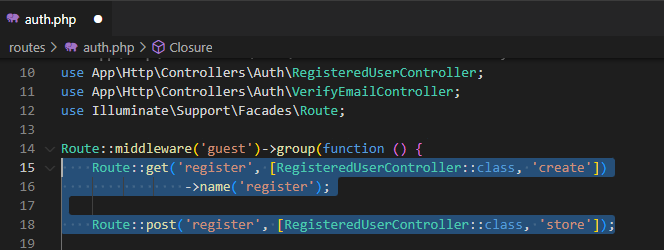 auth.php
routes > auth.php > Closure
10 use App\Http\Controllers\Auth\RegisteredUserController;
11 use App\Http\Controllers\Auth\VerifyEmailController;
12 use Illuminate\Support\Facades\Route;
13
14 Route::middleware('guest')->group(function () {
15 Route::get('register', [RegisteredUserController::class, 'create'])
16 ->name('register');
17
18 Route::post('register', [RegisteredUserController::class, 'store']);
19